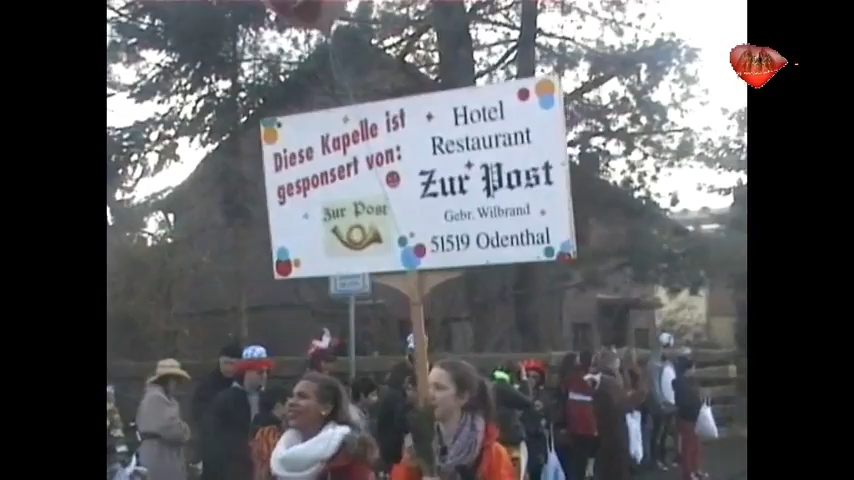 Diese Kapelle ist
gesponsert von:
Zur Post
Hotel
Restaurant
Zur Post
Gebr. Wilbrand
51519 Odenthal